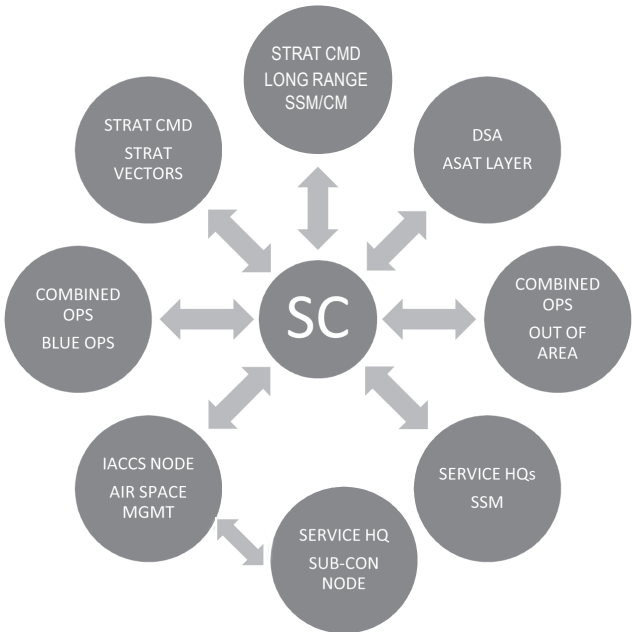 STRAT CMD
LONG RANGE
SSM/CM
STRAT CMD
STRAT
VECTORS
DSA
ASAT LAYER
COMBINED
OPS
BLUE OPS
SC
COMBINED
OPS
OUT OF
AREA
IACCS NODE
AIR SPACE
MGMT
SERVICE HQs
SSM
SERVICE HQ
SUB-CON
NODE